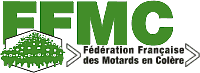 FFMC
Fédération Française
des Motards en Colère